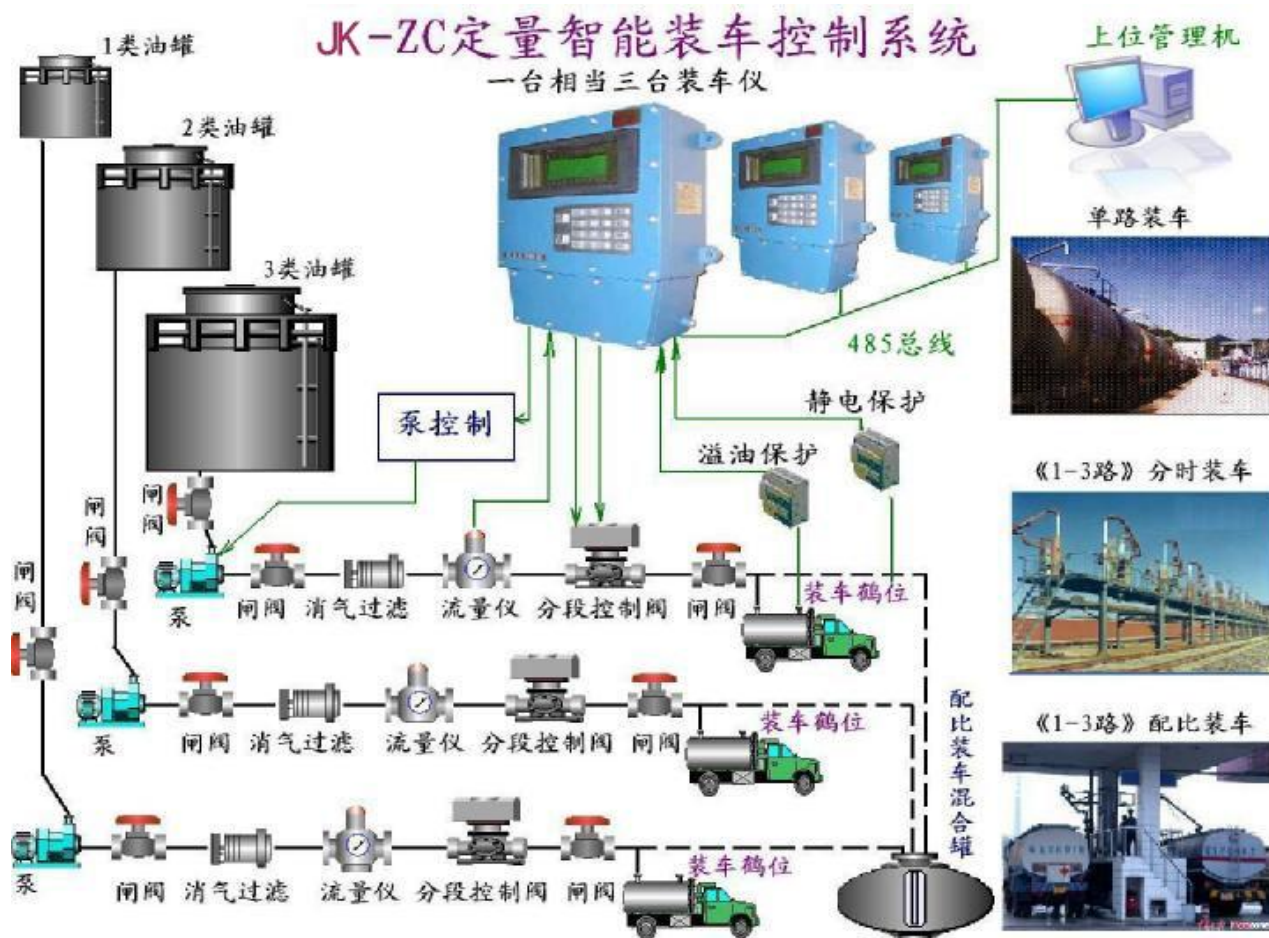 JK-ZC定量智能装车控制系统
一台相当三台装车仪
上位管理机
1类油罐
2类油罐
3类油罐
单路装车
485总线
静电保护
溢油保护
泵控制
《1-3路》分时装车
闸阀
闸阀
闸阀
泵
闸阀
消气过滤
流量仪
分段控制阀
闸阀
装车鹤位
泵
闸阀
消气过滤
流量仪
分段控制阀
闸阀
装车鹤位
配比装车混合罐
《1-3路》配比装车
泵
闸阀
消气过滤
流量仪
分段控制阀
闸阀
装车鹤位